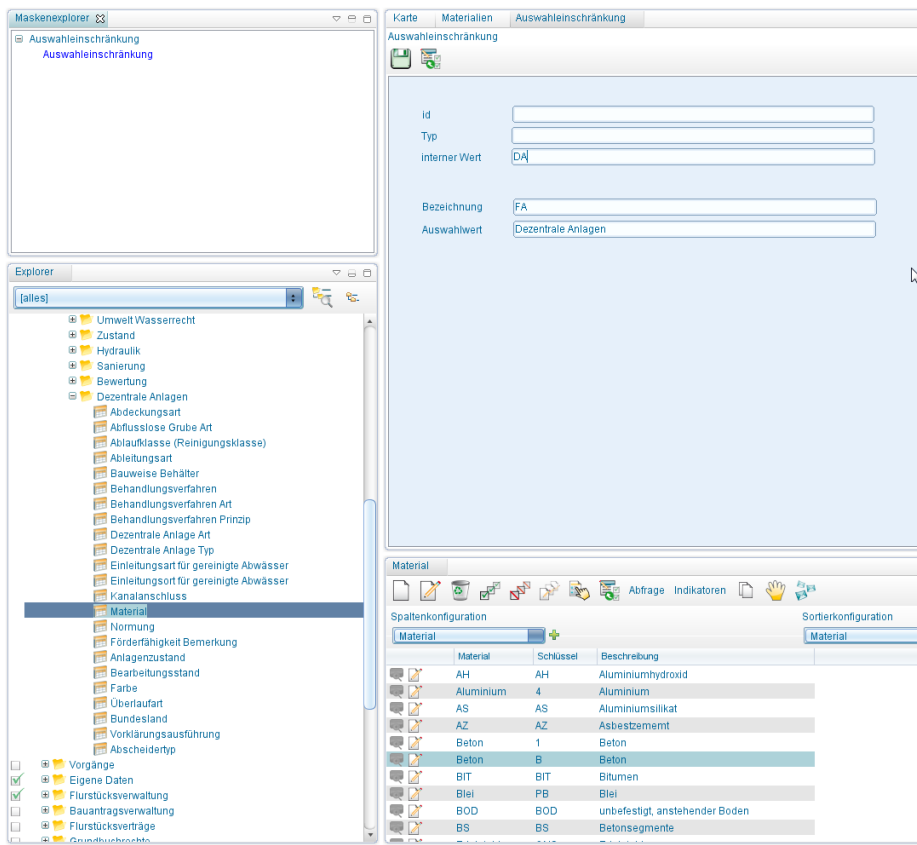 Maskenexplorer
Auswahleinschränkung
Auswahleinschränkung
Karte Materialien Auswahleinschränkung
Auswahleinschränkung
id
Typ
interner Wert DA
Bezeichnung FA
Auswahlwert Dezentrale Anlagen
Explorer
[alles]
Umwelt Wasserrecht
Zustand
Hydraulik
Sanierung
Bewertung
Dezentrale Anlagen
Abdeckungsart
Abflusslose Grube Art
Ablaufklasse (Reinigungsklasse)
Ableitungsart
Bauweise Behälter
Behandlungsverfahren
Behandlungsverfahren Art
Behandlungsverfahren Prinzip
Dezentrale Anlage Art
Dezentrale Anlage Typ
Einleitungsart für gereinigte Abwässer
Einleitungsort für gereinigte Abwässer
Kanalanschluss
Material
Normung
Förderfähigkeit Bemerkung
Anlagenzustand
Bearbeitungsstand
Farbe
Überlaufart
Bundesland
Vorklärungsausführung
Abscheidertyp
Vorgänge
Eigene Daten
Flurstücksverwaltung
Bauantragsverwaltung
Flurstücksverträge
Grundbuchrechte
Material
Abfrage Indikatoren
Spaltenkonfiguration Sortierkonfiguration
Material Material
Material Schlüssel Beschreibung
AH AH Aluminiumhydroxid
Aluminium 4 Aluminium
AS AS Aluminiumsilikat
AZ AZ Asbestzememt
Beton 1 Beton
Beton B Beton
BIT BIT Bitumen
Blei PB Blei
BOD BOD unbefestigt, anstehender Boden
BS BS Betonsegmente